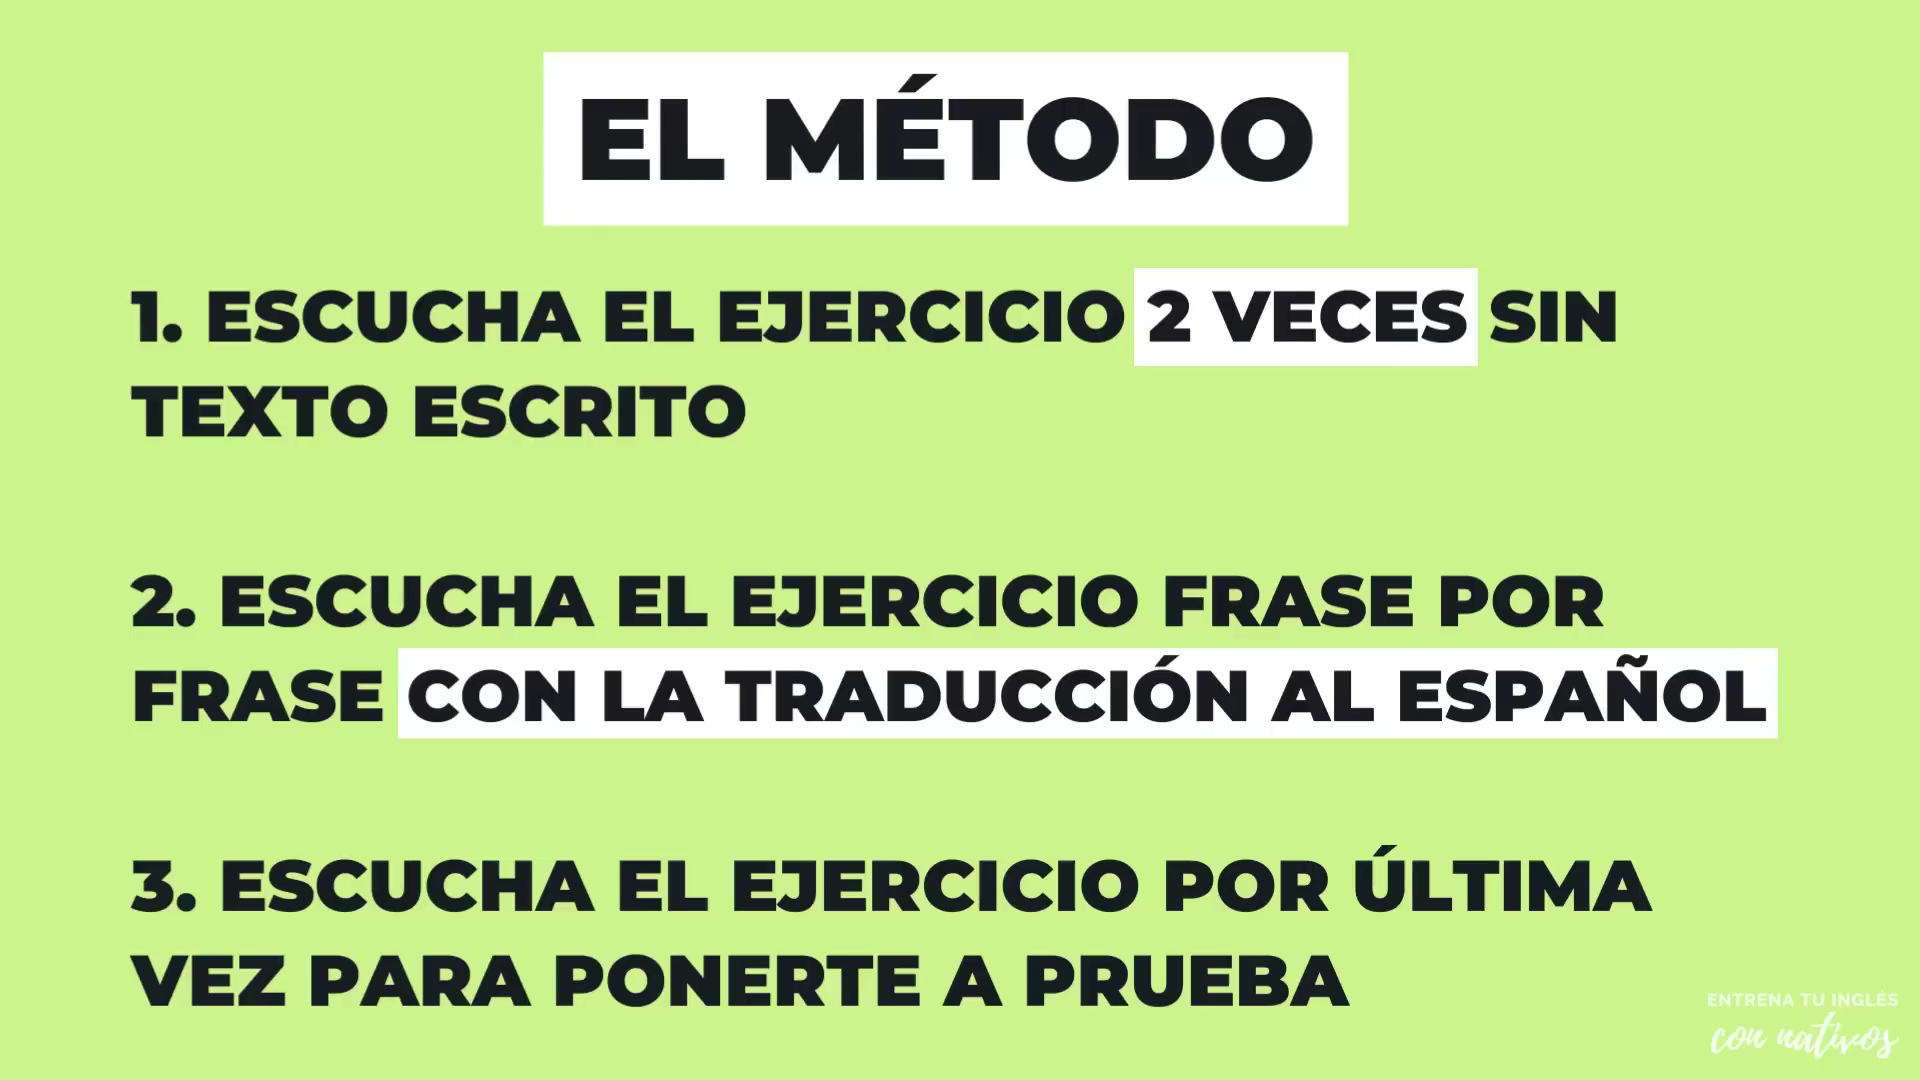 EL MÉTODO
1. ESCUCHA EL EJERCICIO 2 VECES SIN
TEXTO ESCRITO
2. ESCUCHA EL EJERCICIO FRASE POR
FRASE CON LA TRADUCCIÓN AL ESPAÑOL
3. ESCUCHA EL EJERCICIO POR ÚLTIMA
VEZ PARA PONERTE A PRUEBA
ENTRENA TU INGLÉS
con nativos